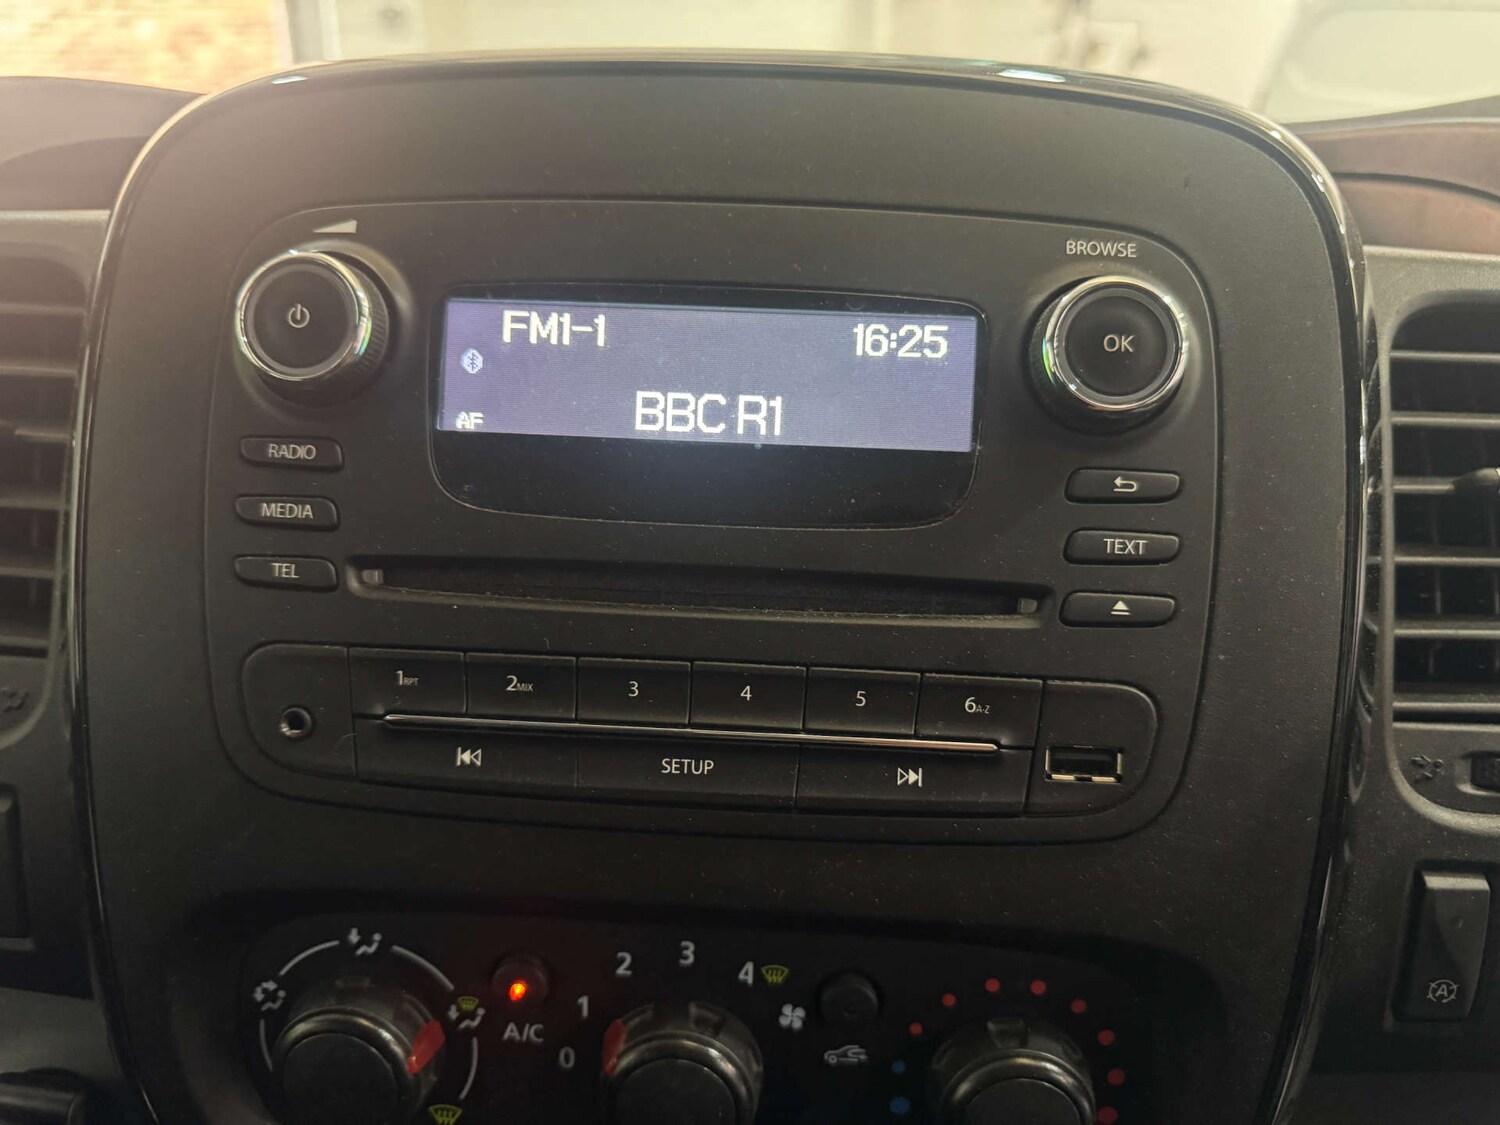 BROWSE
FM1-1 16:25
OK
AF BBC R1
RADIO
MEDIA
TEXT
TEL
1RPT 2MIX 3 4 5 6A-Z
SETUP
0 1 2 3 4
A/C
A